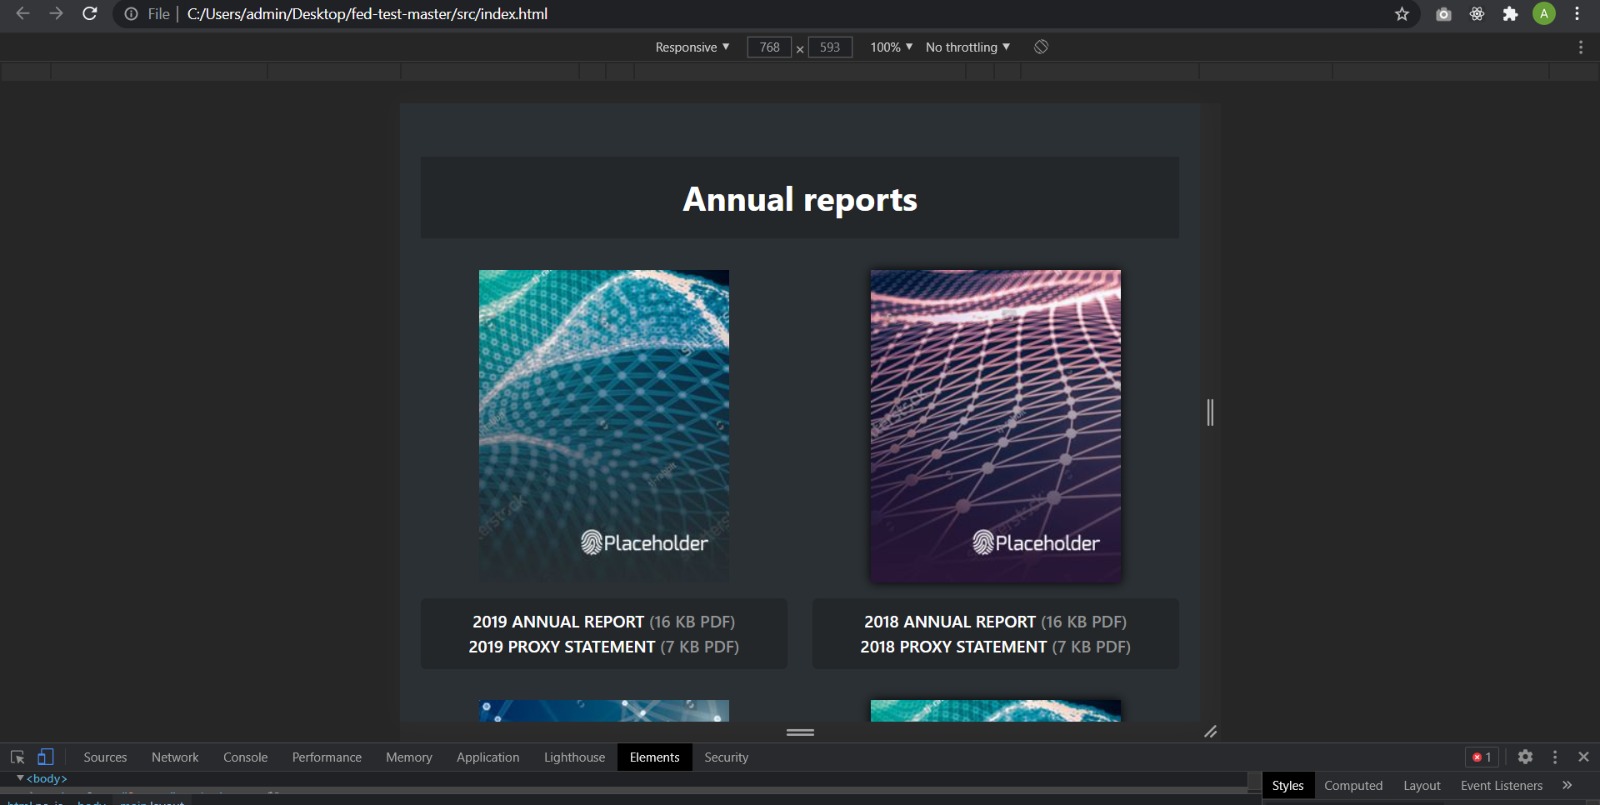 File | C:/Users/admin/Desktop/fed-test-master/src/index.html
A
Responsive ▼ 768 × 593 100% ▼ No throttling ▼
Annual reports
shutterstock
Placeholder
Placeholder
2019 ANNUAL REPORT (16 KB PDF)
2019 PROXY STATEMENT (7 KB PDF)
2018 ANNUAL REPORT (16 KB PDF)
2018 PROXY STATEMENT (7 KB PDF)
Sources Network Console Performance Memory Application Lighthouse Elements Security 1
<body>
Styles Computed Layout Event Listeners »